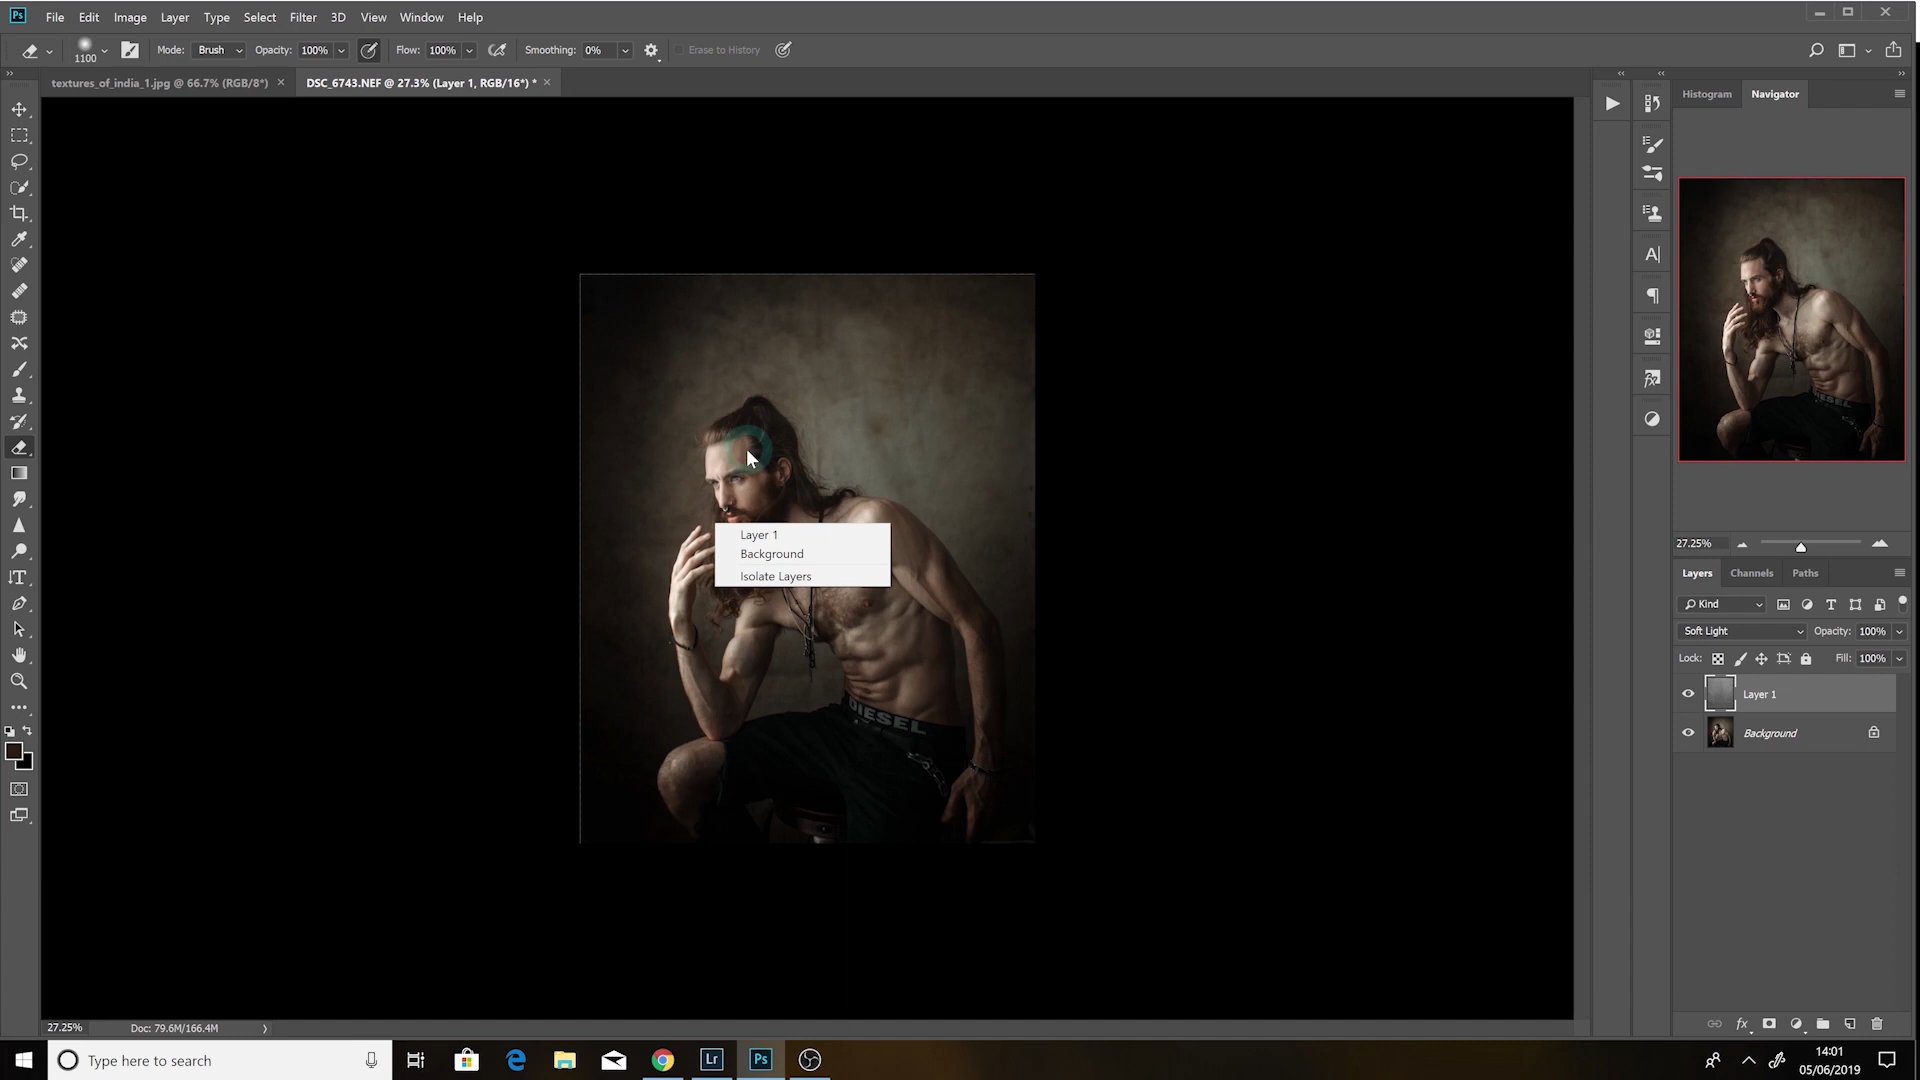 Ps File Edit Image Layer Type Select Filter 3D View Window Help
1100 Mode: Brush Opacity: 100% Flow: 100% Smoothing: 0% Erase to History
textures_of_india_1.jpg @ 66.7% (RGB/8*) × DSC_6743.NEF @ 27.3% (Layer 1, RGB/16*) * ×
Histogram Navigator
Layer 1
Background
Isolate Layers
DIESEL
27.25%
Layers Channels Paths
Kind
Soft Light Opacity: 100%
Lock: Fill: 100%
Layer 1
Background
fx
27.25% Doc: 79.6M/166.4M
Type here to search
Lr Ps
14:01
05/06/2019